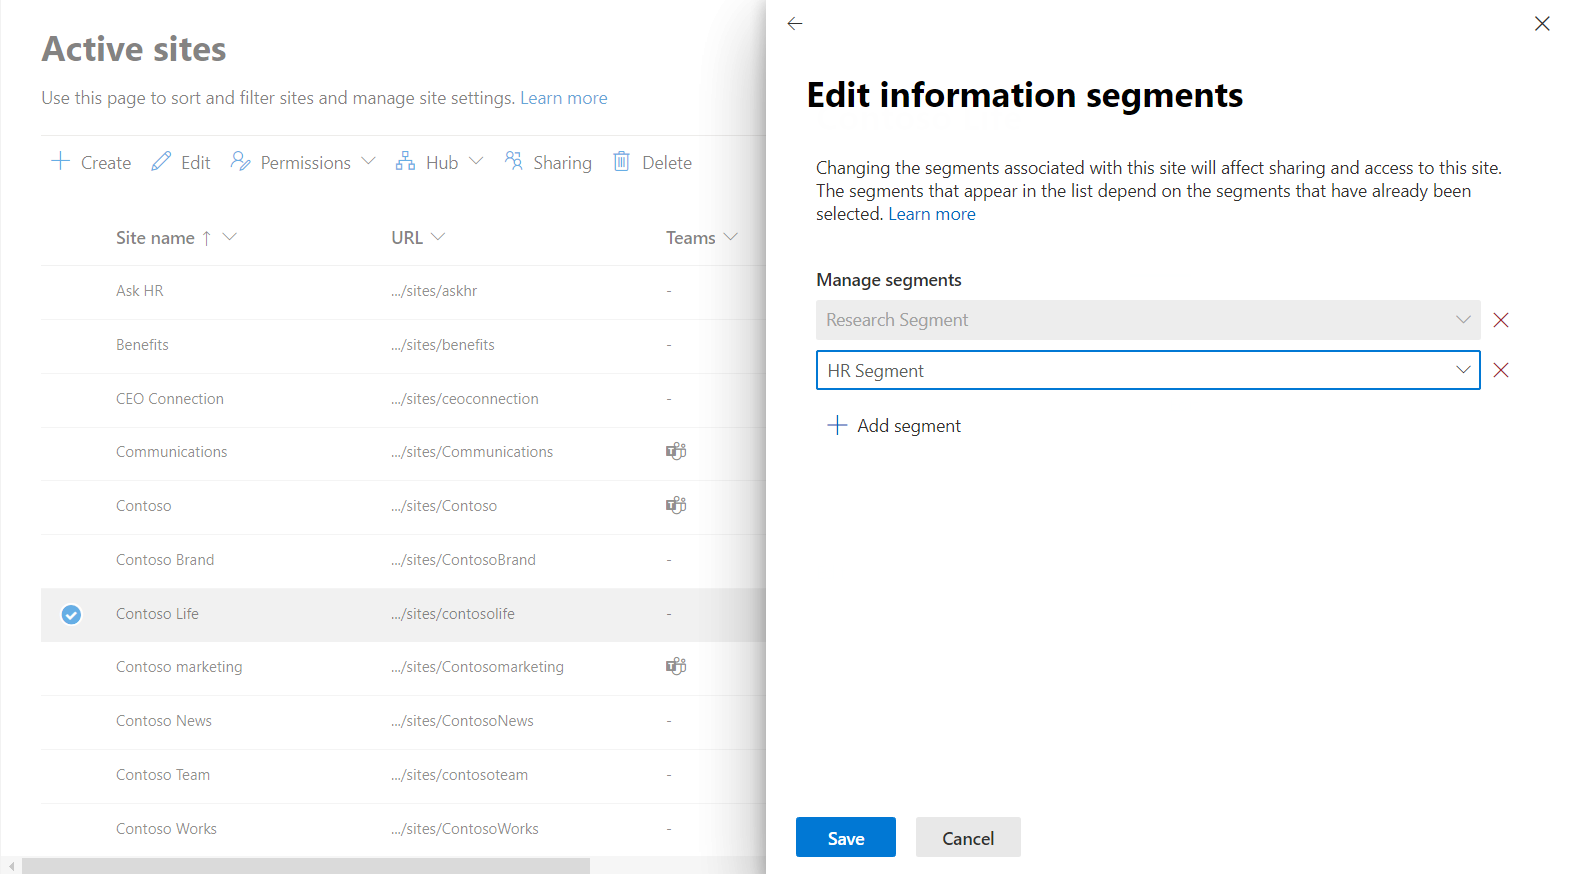 Active sites
Use this page to sort and filter sites and manage site settings. Learn more
Create Edit Permissions Hub Sharing Delete
Site name ↑ URL Teams
Ask HR .../sites/askhr -
Benefits .../sites/benefits -
CEO Connection .../sites/ceoconnection -
Communications .../sites/Communications
Contoso .../sites/Contoso
Contoso Brand .../sites/ContosoBrand -
Contoso Life .../sites/contosolife -
Contoso marketing .../sites/Contosomarketing
Contoso News .../sites/ContosoNews -
Contoso Team .../sites/contosoteam -
Contoso Works .../sites/ContosoWorks -
Edit information segments
Changing the segments associated with this site will affect sharing and access to this site.
The segments that appear in the list depend on the segments that have already been
selected. Learn more
Manage segments
Research Segment
HR Segment
Add segment
Save Cancel